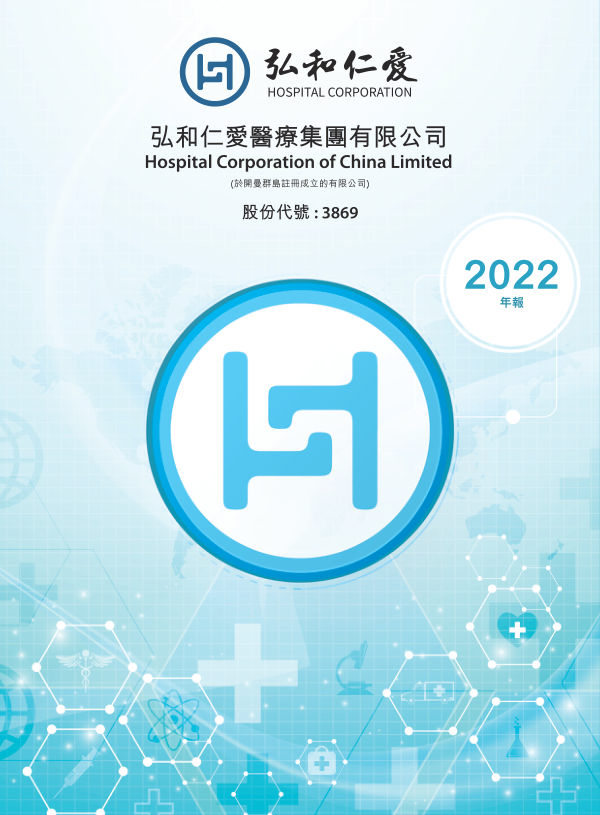 弘和仁愛
HOSPITAL CORPORATION
弘和仁愛醫療集團有限公司
Hospital Corporation of China Limited
(於開曼群島註冊成立的有限公司)
股份代號 : 3869
2022
年報